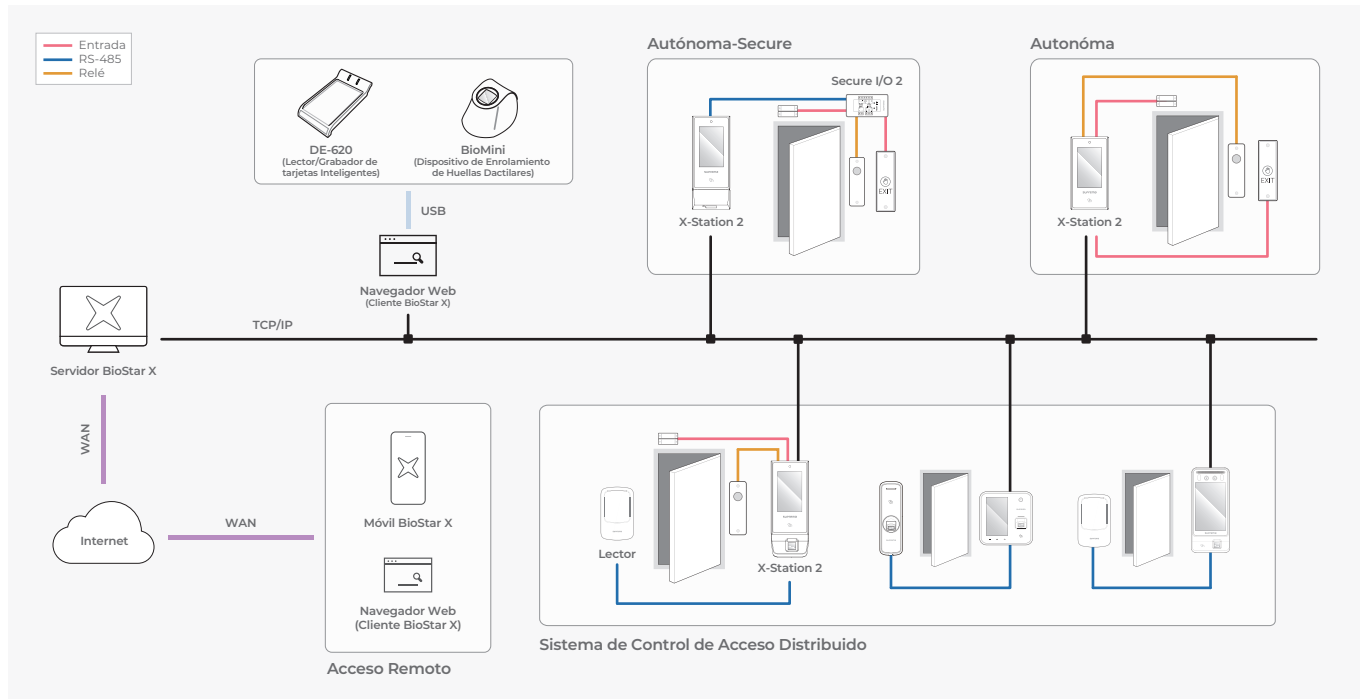 Entrada
RS-485
Relé
DE-620
(Lector/Grabador de
tarjetas Inteligentes)
BioMini
(Dispositivo de Enrolamiento
de Huellas Dactilares)
USB
Navegador Web
(Cliente BioStar X)
Autónoma-Secure
Secure I/O 2
EXIT
X-Station 2
Autonóma
EXIT
X-Station 2
TCP/IP
Servidor BioStar X
WAN
Internet
WAN
Móvil BioStar X
Navegador Web
(Cliente BioStar X)
Acceso Remoto
Lector
X-Station 2
Sistema de Control de Acceso Distribuido